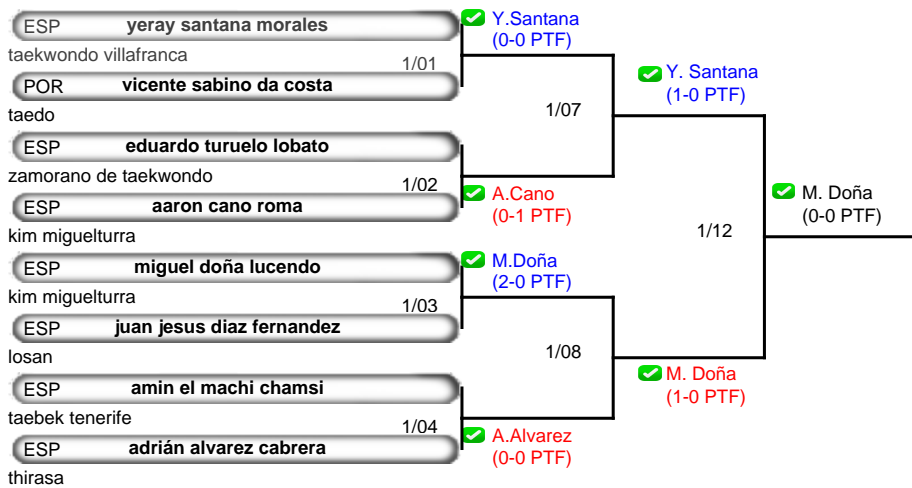 ESP yeray santana morales
taekwondo villafranca
1/01
POR vicente sabino da costa
taedo
ESP eduardo turuelo lobato
zamorano de taekwondo
1/02
ESP aaron cano roma
kim miguelturra
ESP miguel doña lucendo
kim miguelturra
1/03
ESP juan jesus diaz fernandez
losan
ESP amin el machi chamsi
taebek tenerife
1/04
ESP adrián alvarez cabrera
thirasa
Y.Santana
(0-0 PTF)
1/07
A.Cano
(0-1 PTF)
M.Doña
(2-0 PTF)
1/08
A.Alvarez
(0-0 PTF)
Y. Santana
(1-0 PTF)
1/12
M. Doña
(1-0 PTF)
M. Doña
(0-0 PTF)